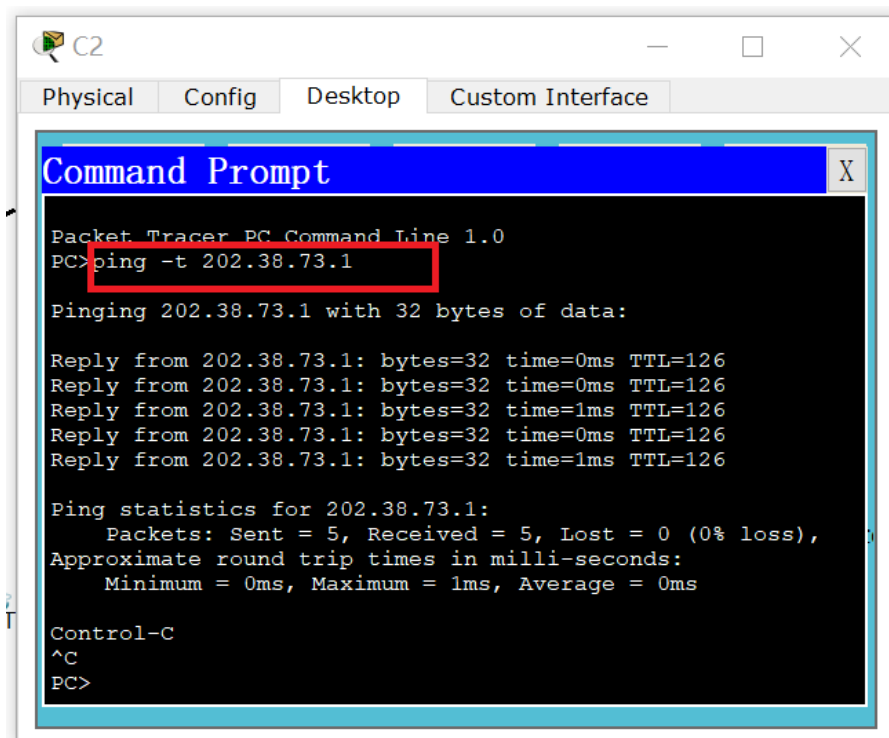 C2
Physical Config Desktop Custom Interface
Command Prompt X
Packet Tracer PC Command Line 1.0
PC>ping -t 202.38.73.1
Pinging 202.38.73.1 with 32 bytes of data:
Reply from 202.38.73.1: bytes=32 time=0ms TTL=126
Reply from 202.38.73.1: bytes=32 time=0ms TTL=126
Reply from 202.38.73.1: bytes=32 time=1ms TTL=126
Reply from 202.38.73.1: bytes=32 time=0ms TTL=126
Reply from 202.38.73.1: bytes=32 time=1ms TTL=126
Ping statistics for 202.38.73.1:
Packets: Sent = 5, Received = 5, Lost = 0 (0% loss),
Approximate round trip times in milli-seconds:
Minimum = 0ms, Maximum = 1ms, Average = 0ms
T
Control-C
^C
PC>